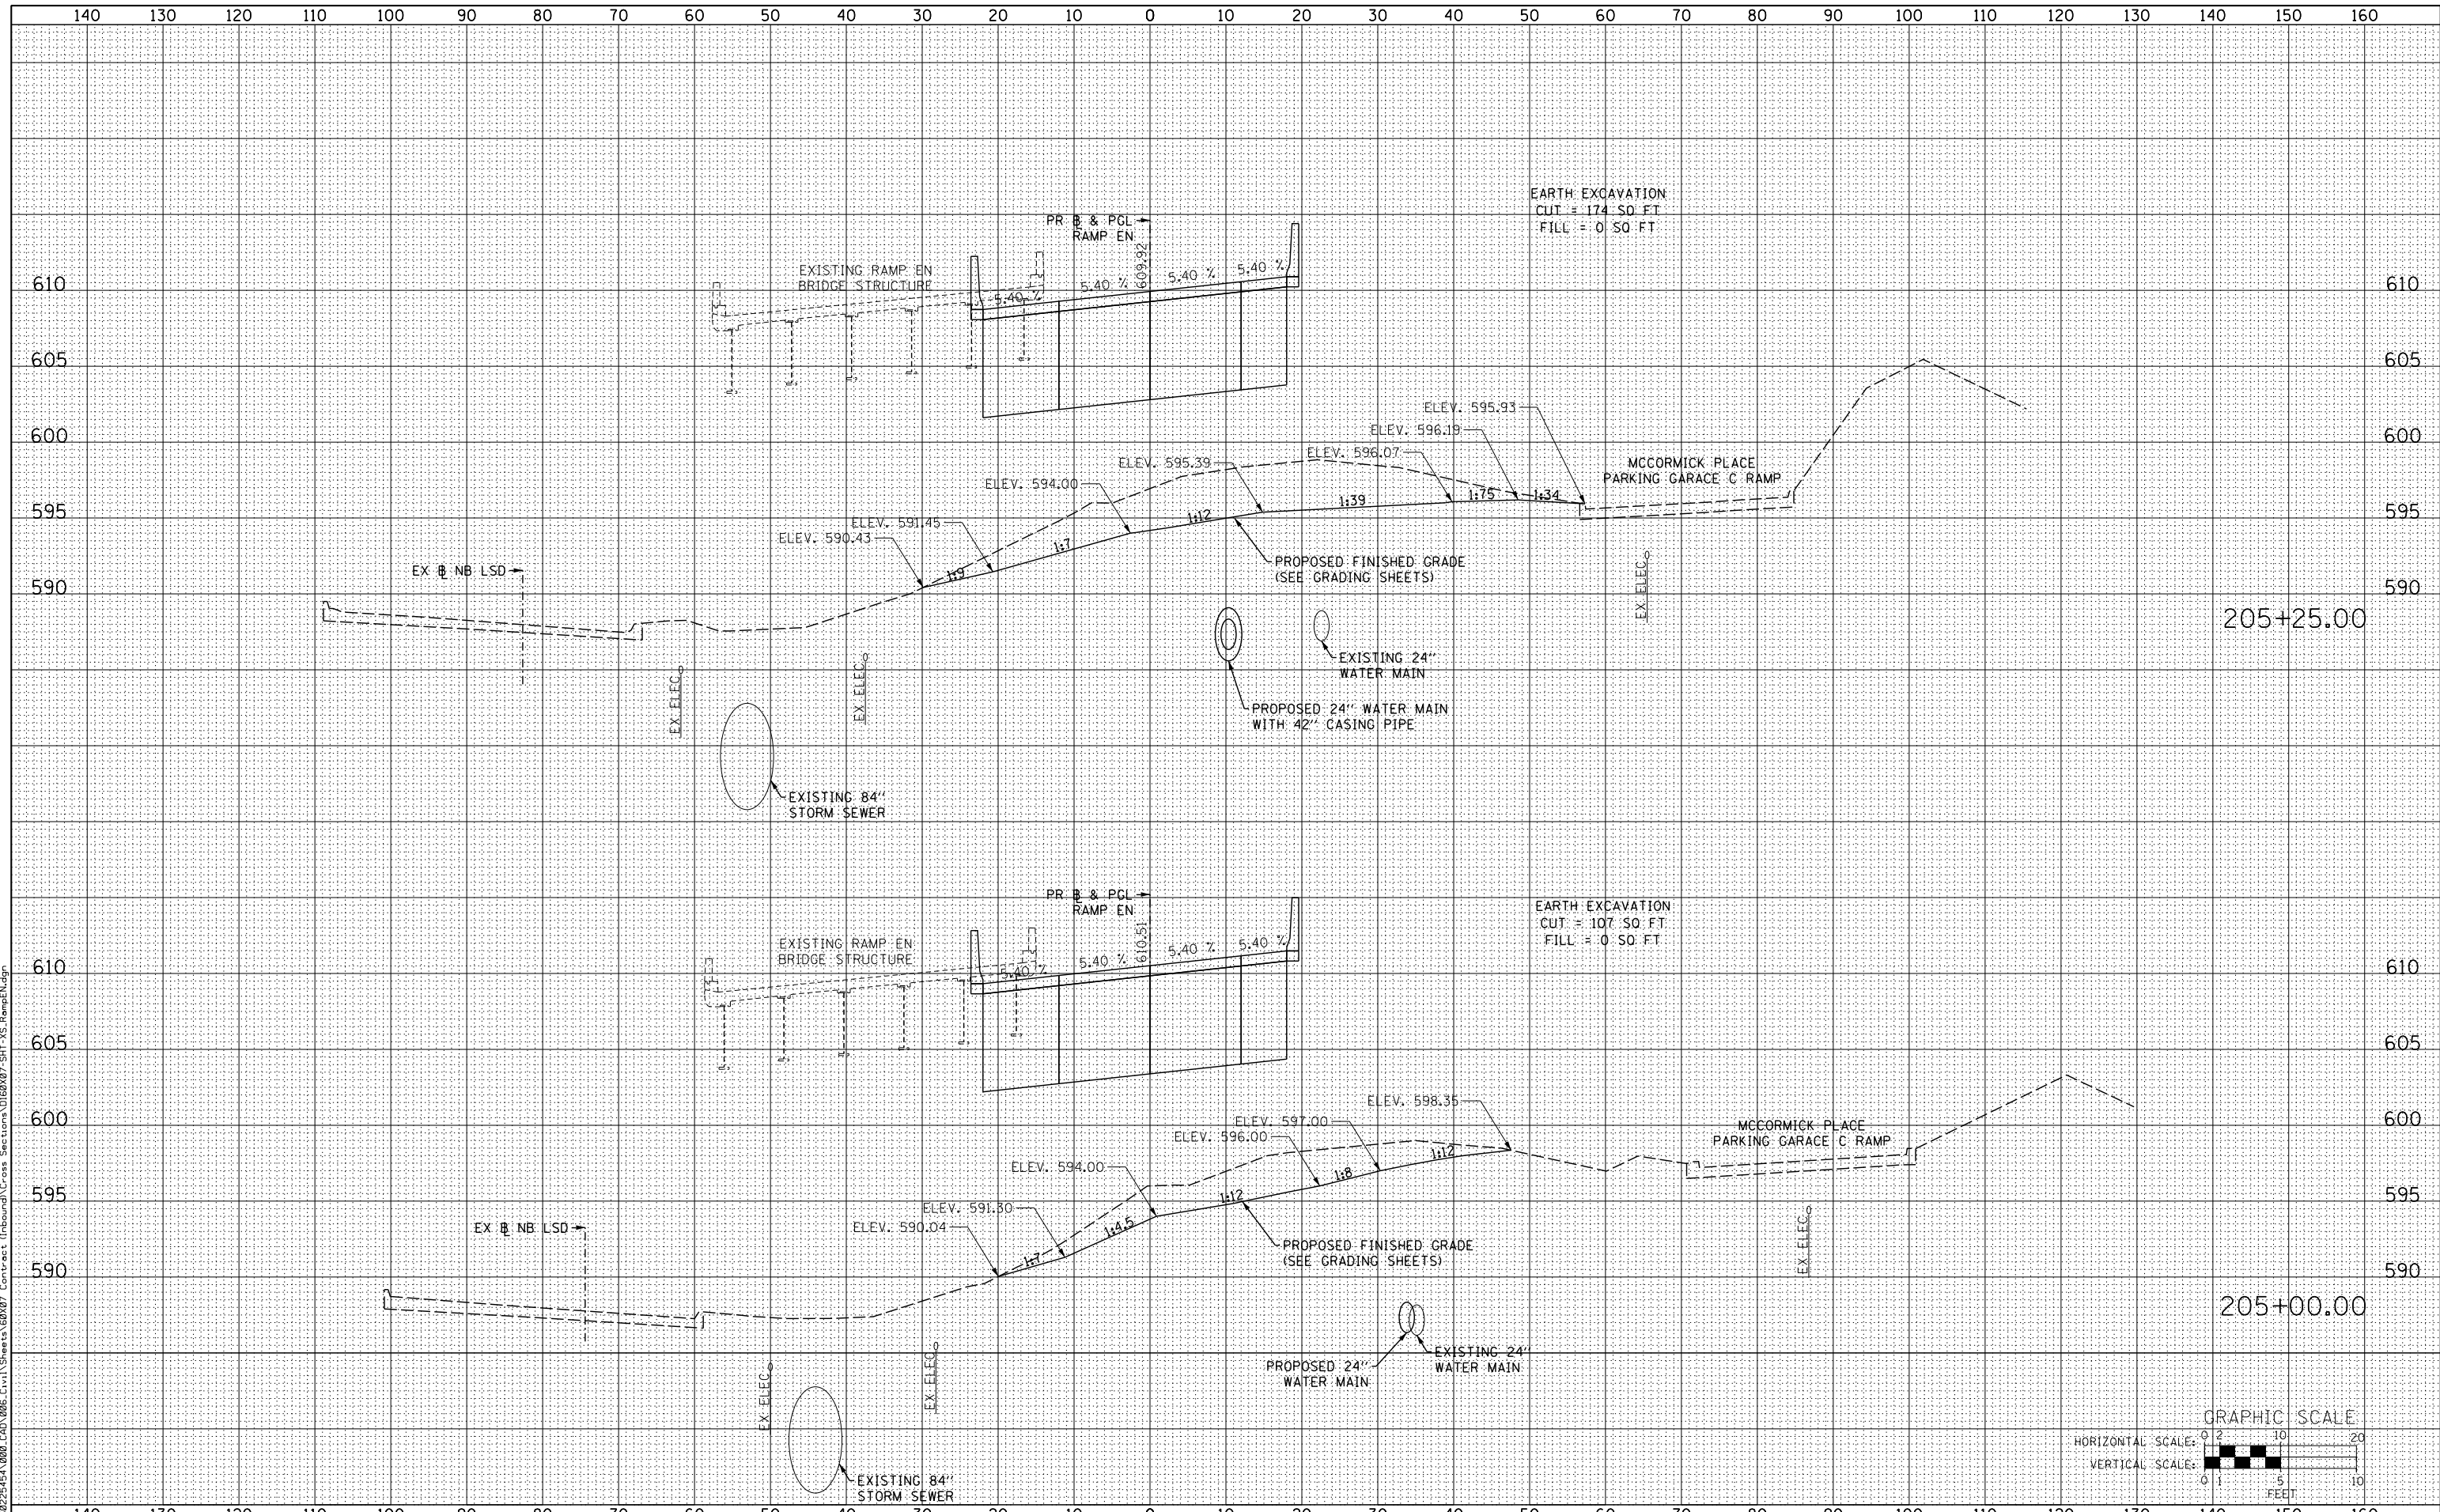 140 130 120 110 100 90 80 70 60 50 40 30 20 10 0 10 20 30 40 50 60 70 80 90 100 110 120 130 140 150 160
EARTH EXCAVATION
CUT = 174 SQ FT
FILL = 0 SQ FT
PR BL & PGL
RAMP EN
609.92
EXISTING RAMP EN
BRIDGE STRUCTURE
5.40 %
5.40 %
5.40 %
5.40 %
610
610
605
605
ELEV. 595.93
ELEV. 596.19
600
600
ELEV. 596.07
ELEV. 595.39
MCCORMICK PLACE
PARKING GARACE C RAMP
ELEV. 594.00
1:39
1:75
1:34
595
595
1:12
ELEV. 591.45
ELEV. 590.43
1:7
1:9
PROPOSED FINISHED GRADE
(SEE GRADING SHEETS)
EX BL NB LSD
590
590
EX ELEC
205+25.00
EXISTING 24"
WATER MAIN
EX ELEC
EX ELEC
PROPOSED 24" WATER MAIN
WITH 42" CASING PIPE
EXISTING 84"
STORM SEWER
PR BL & PGL
RAMP EN
610.51
EARTH EXCAVATION
CUT = 107 SQ FT
FILL = 0 SQ FT
EXISTING RAMP EN
BRIDGE STRUCTURE
5.40 %
5.40 %
5.40 %
5.40 %
610
610
605
605
ELEV. 598.35
600
600
ELEV. 597.00
ELEV. 596.00
MCCORMICK PLACE
PARKING GARACE C RAMP
1:12
ELEV. 594.00
1:8
595
595
1:12
ELEV. 591.30
ELEV. 590.04
1:4.5
1:7
EX BL NB LSD
PROPOSED FINISHED GRADE
(SEE GRADING SHEETS)
EX ELEC
590
590
205+00.00
EXISTING 24"
WATER MAIN
PROPOSED 24"
WATER MAIN
EX ELEC
EX ELEC
EXISTING 84"
STORM SEWER
GRAPHIC SCALE
HORIZONTAL SCALE: 0 2 10 20
VERTICAL SCALE: 0 1 5 10
FEET